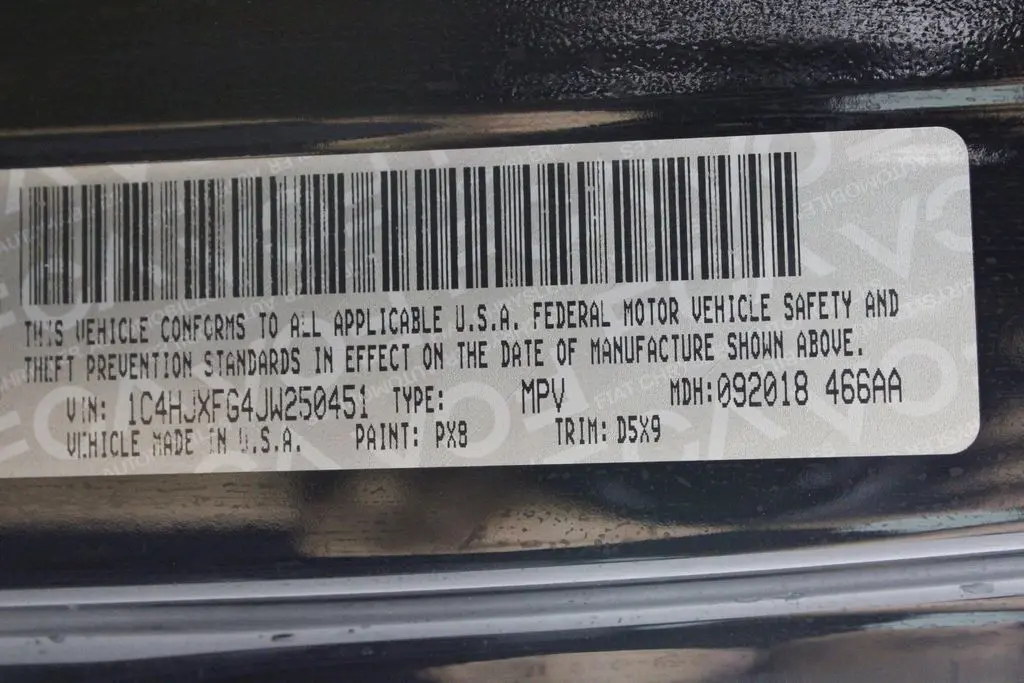 THIS VEHICLE CONFORMS TO ALL APPLICABLE U.S.A. FEDERAL MOTOR VEHICLE SAFETY AND
THEFT PREVENTION STANDARDS IN EFFECT ON THE DATE OF MANUFACTURE SHOWN ABOVE.
VIN: 1C4HJXFG4JW250451 TYPE: MPV MDH:092018 466AA
VEHICLE MADE IN U.S.A. PAINT: PX8 TRIM: D5X9